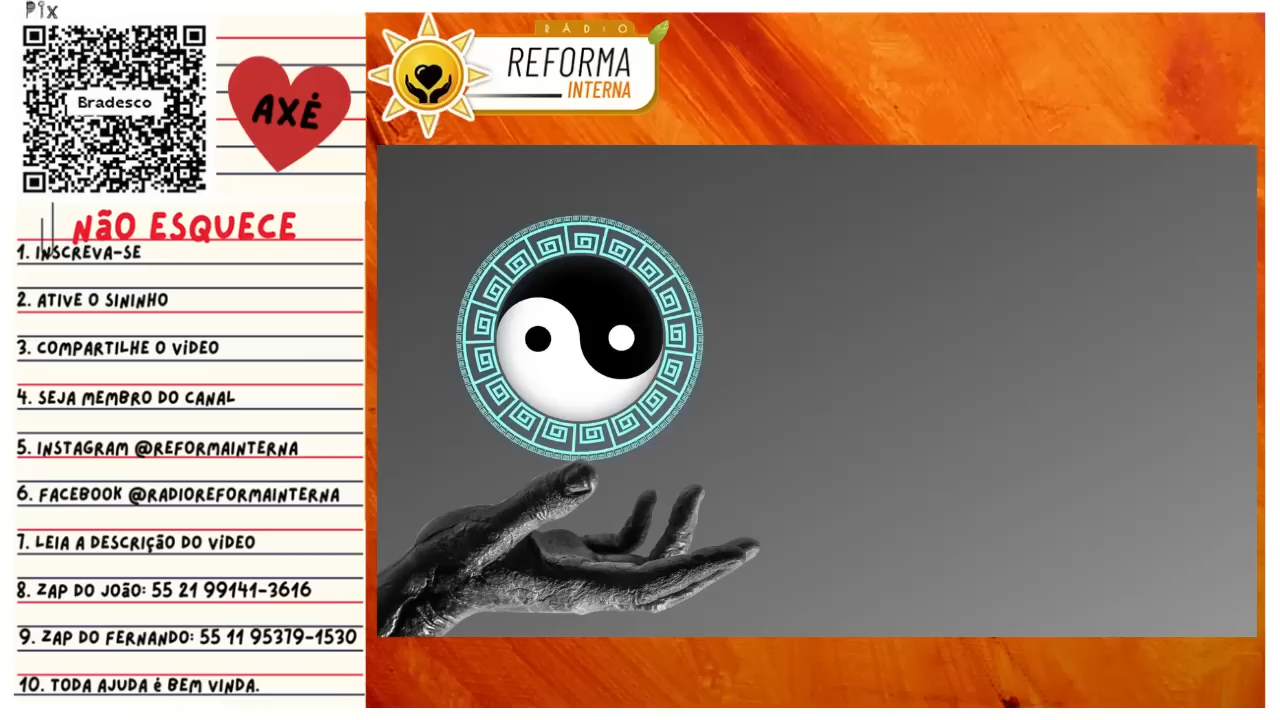 Pix
Bradesco
AXÉ
NãO ESQUECE
1. INSCREVA-SE
2. ATIVE O SININHO
3. COMPARTILHE O VÍDEO
4. SEJA MEMBRO DO CANAL
5. INSTAGRAM @REFORMAINTERNA
6. FACEBOOK @RADIOREFORMAINTERNA
7. LEIA A DESCRIÇÃO DO VÍDEO
8. ZAP DO JOÃO: 55 21 99141-3616
9. ZAP DO FERNANDO: 55 11 95379-1530
10. TODA AJUDA é BEM VINDA.
RÁDIO
REFORMA
INTERNA